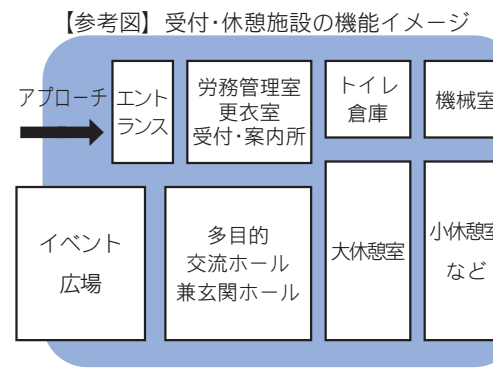 【参考図】受付・休憩施設の機能イメージ
アプローチ
エント
ランス
労務管理室
更衣室
受付・案内所
トイレ
倉庫
機械室
イベント
広場
多目的
交流ホール
兼玄関ホール
大休憩室
小休憩室
など